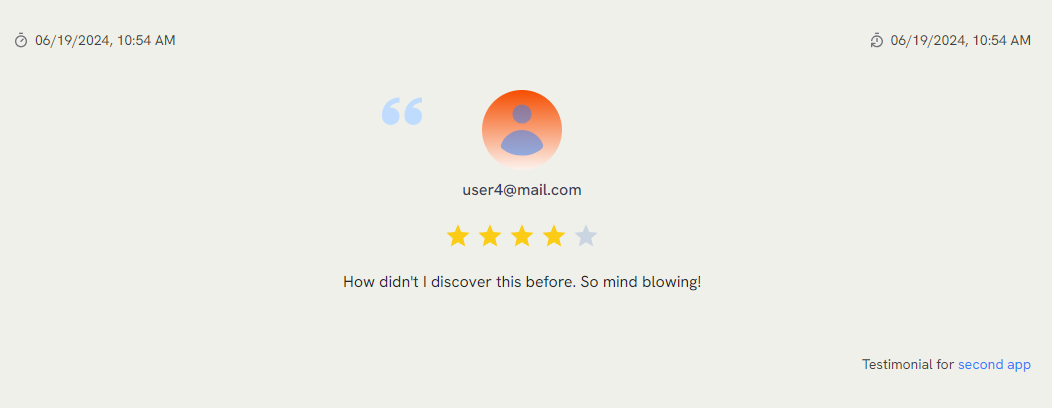 06/19/2024, 10:54 AM
06/19/2024, 10:54 AM
“
user4@mail.com
How didn't I discover this before. So mind blowing!
Testimonial for second app